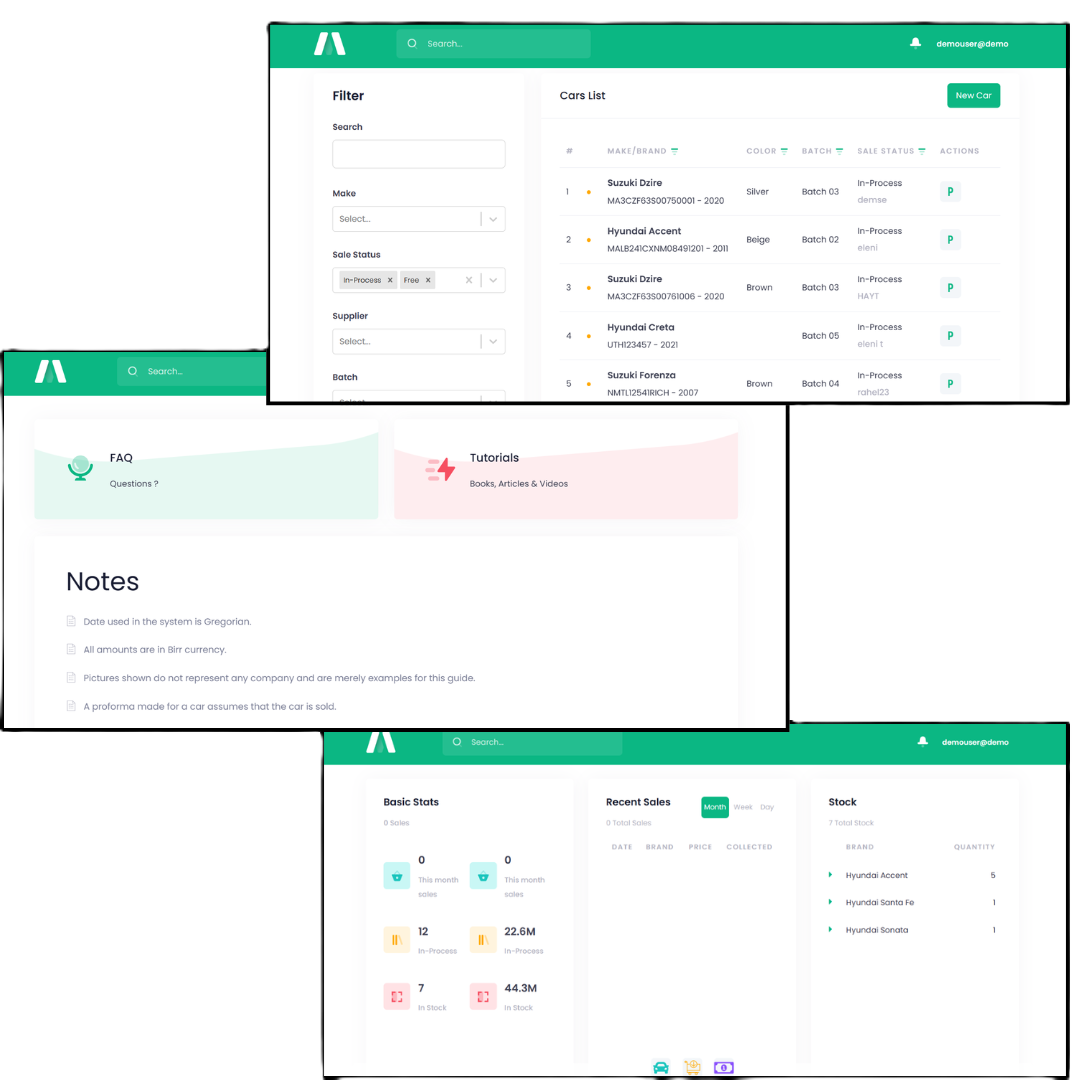 Search...
demouser@demo
Filter
Search
Make
Select...
Sale Status
In-Process x Free x
Supplier
Select...
Batch
Cars List
New Car
# MAKE/BRAND COLOR BATCH SALE STATUS ACTIONS
1 Suzuki Dzire Silver Batch 03 In-Process P
MA3CZF63S00750001 - 2020 demse
2 Hyundai Accent Beige Batch 02 In-Process P
MALB241CXNM08491201 - 2011 eleni
3 Suzuki Dzire Brown Batch 03 In-Process P
MA3CZF63S00761006 - 2020 HAYT
4 Hyundai Creta Batch 05 In-Process P
UTH123457 - 2021 eleni t
5 Suzuki Forenza Brown Batch 04 In-Process P
NMTL12541RICH - 2007 rahel23
Search...
FAQ
Questions ?
Tutorials
Books, Articles & Videos
Notes
Date used in the system is Gregorian.
All amounts are in Birr currency.
Pictures shown do not represent any company and are merely examples for this guide.
A proforma made for a car assumes that the car is sold.
Search...
demouser@demo
Basic Stats
0 Sales
0
This month
sales
0
This month
sales
12
In-Process
22.6M
In-Process
7
In Stock
44.3M
In Stock
Recent Sales
0 Total Sales
Month Week Day
DATE BRAND PRICE COLLECTED
Stock
7 Total Stock
BRAND QUANTITY
Hyundai Accent 5
Hyundai Santa Fe 1
Hyundai Sonata 1